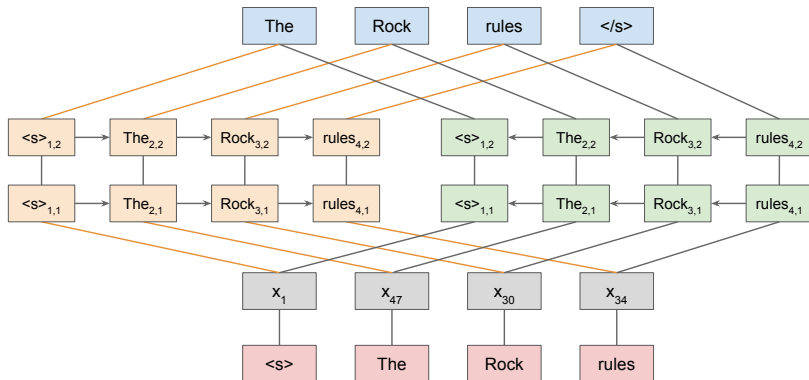 The Rock rules </s>
<s>1,2 The2,2 Rock3,2 rules4,2 <s>1,2 The2,2 Rock3,2 rules4,2
<s>1,1 The2,1 Rock3,1 rules4,1 <s>1,1 The2,1 Rock3,1 rules4,1
x1 x47 x30 x34
<s> The Rock rules